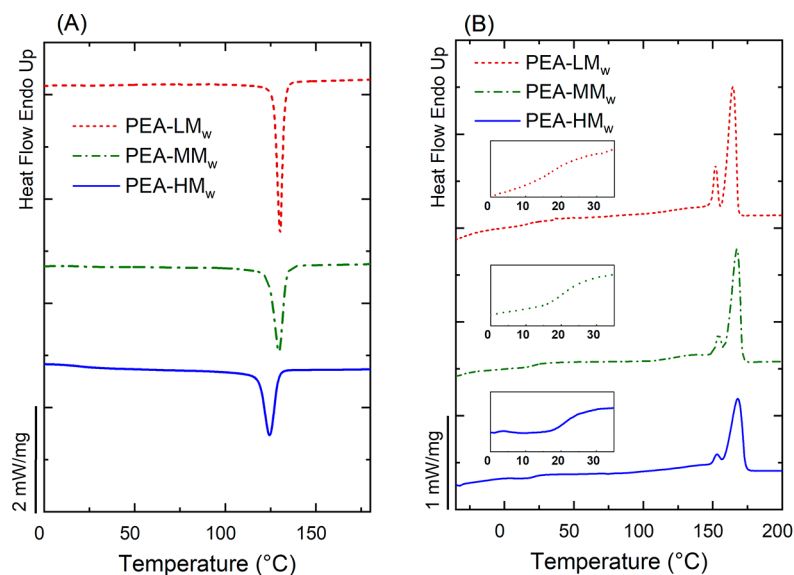 (A)
Heat Flow Endo Up
PEA-LMw
PEA-MMw
PEA-HMw
2 mW/mg
0 50 100 150
Temperature (°C)
(B)
Heat Flow Endo Up
PEA-LMw
PEA-MMw
PEA-HMw
0 10 20 30
0 10 20 30
0 10 20 30
1 mW/mg
0 50 100 150 200
Temperature (°C)